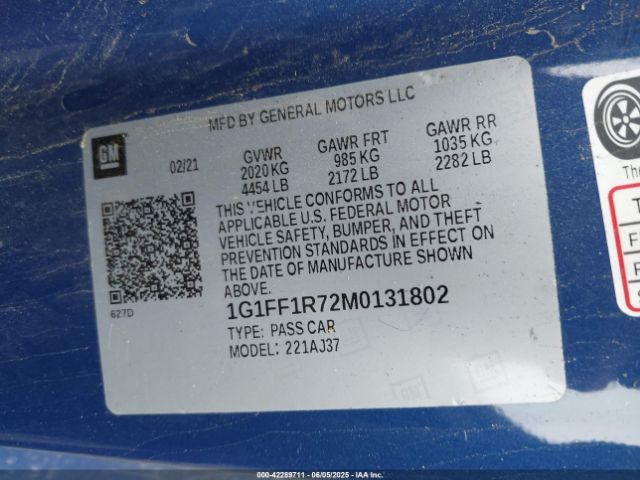 MFD BY GENERAL MOTORS LLC
GM
02/21
GVWR
2020 KG
4454 LB
GAWR FRT
985 KG
2172 LB
GAWR RR
1035 KG
2282 LB
THIS VEHICLE CONFORMS TO ALL
APPLICABLE U.S. FEDERAL MOTOR
VEHICLE SAFETY, BUMPER, AND THEFT
PREVENTION STANDARDS IN EFFECT ON
THE DATE OF MANUFACTURE SHOWN
ABOVE.
627D
1G1FF1R72M0131802
TYPE: PASS CAR
MODEL: 221AJ37
The
000-42289711 - 06/05/2025 - IAA, Inc.